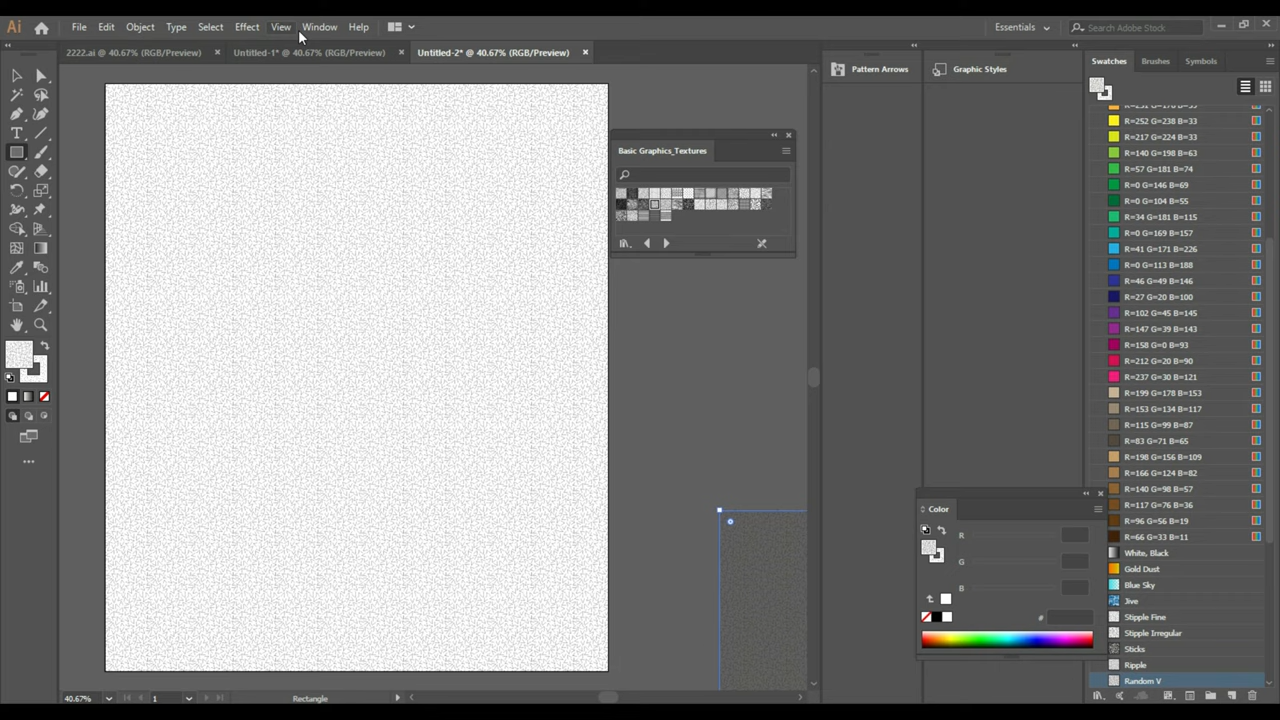 Ai File Edit Object Type Select Effect View Window Help Essentials Search Adobe Stock
2222.ai @ 40.67% (RGB/Preview) Untitled-1* @ 40.67% (RGB/Preview) Untitled-2* @ 40.67% (RGB/Preview)
Pattern Arrows
Graphic Styles
Swatches Brushes Symbols
Basic Graphics_Textures
R=252 G=238 B=33
R=217 G=224 B=33
R=140 G=198 B=63
R=57 G=181 B=74
R=0 G=146 B=69
R=0 G=104 B=55
R=34 G=181 B=115
R=0 G=169 B=157
R=41 G=171 B=226
R=0 G=113 B=188
R=46 G=49 B=146
R=27 G=20 B=100
R=102 G=45 B=145
R=147 G=39 B=143
R=158 G=0 B=93
R=212 G=20 B=90
R=237 G=30 B=121
R=199 G=178 B=153
R=153 G=134 B=117
R=115 G=99 B=87
R=83 G=71 B=65
R=198 G=156 B=109
R=166 G=124 B=82
R=140 G=98 B=57
R=117 G=76 B=36
R=96 G=56 B=19
R=66 G=33 B=11
White, Black
Gold Dust
Blue Sky
Jive
Stipple Fine
Stipple Irregular
Sticks
Ripple
Random V
Color
R
G
B
#
40.67% 1 Rectangle